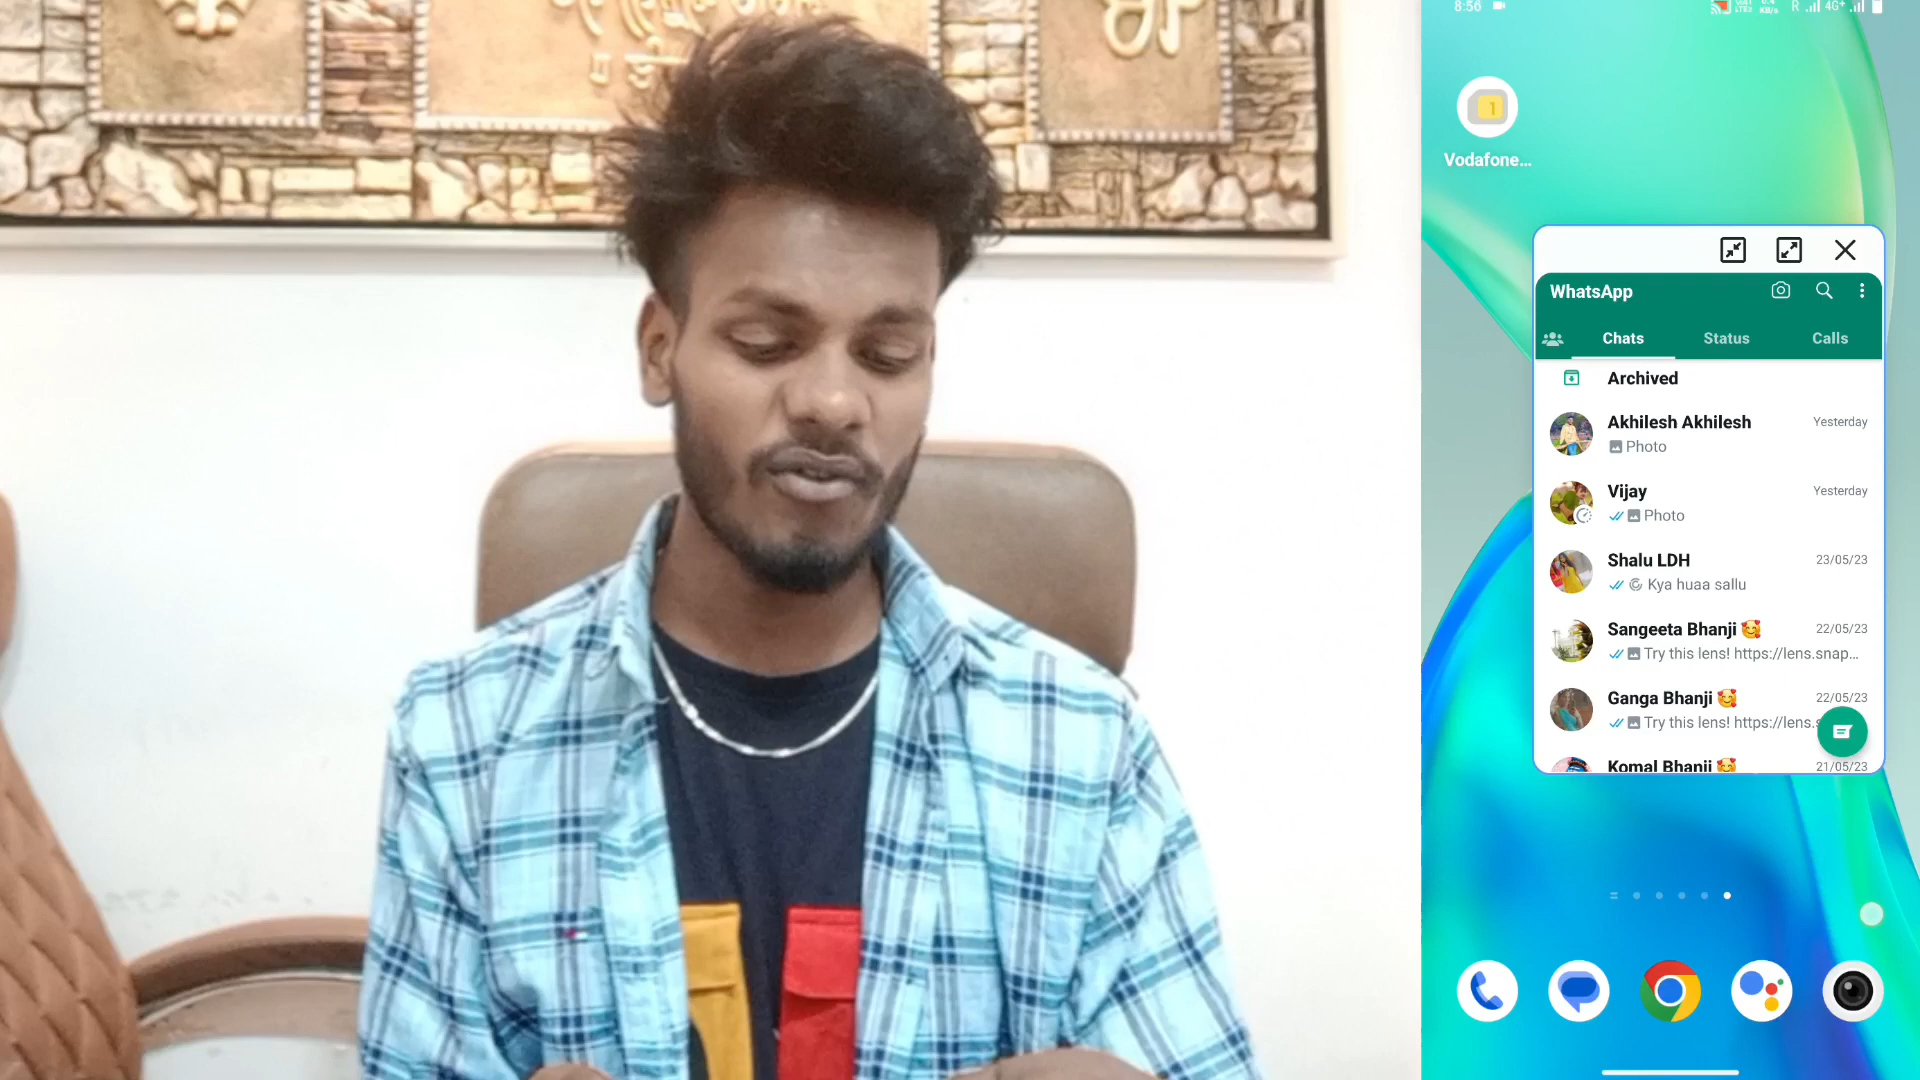 8:56
R 4G+
1
Vodafone...
WhatsApp
Chats Status Calls
Archived
Akhilesh Akhilesh Yesterday
Photo
Vijay Yesterday
Photo
Shalu LDH 23/05/23
Kya huaa sallu
Sangeeta Bhanji 🥰 22/05/23
Try this lens! https://lens.snap...
Ganga Bhanji 🥰 22/05/23
Try this lens! https://lens.s
Komal Bhanji 🥰 21/05/23